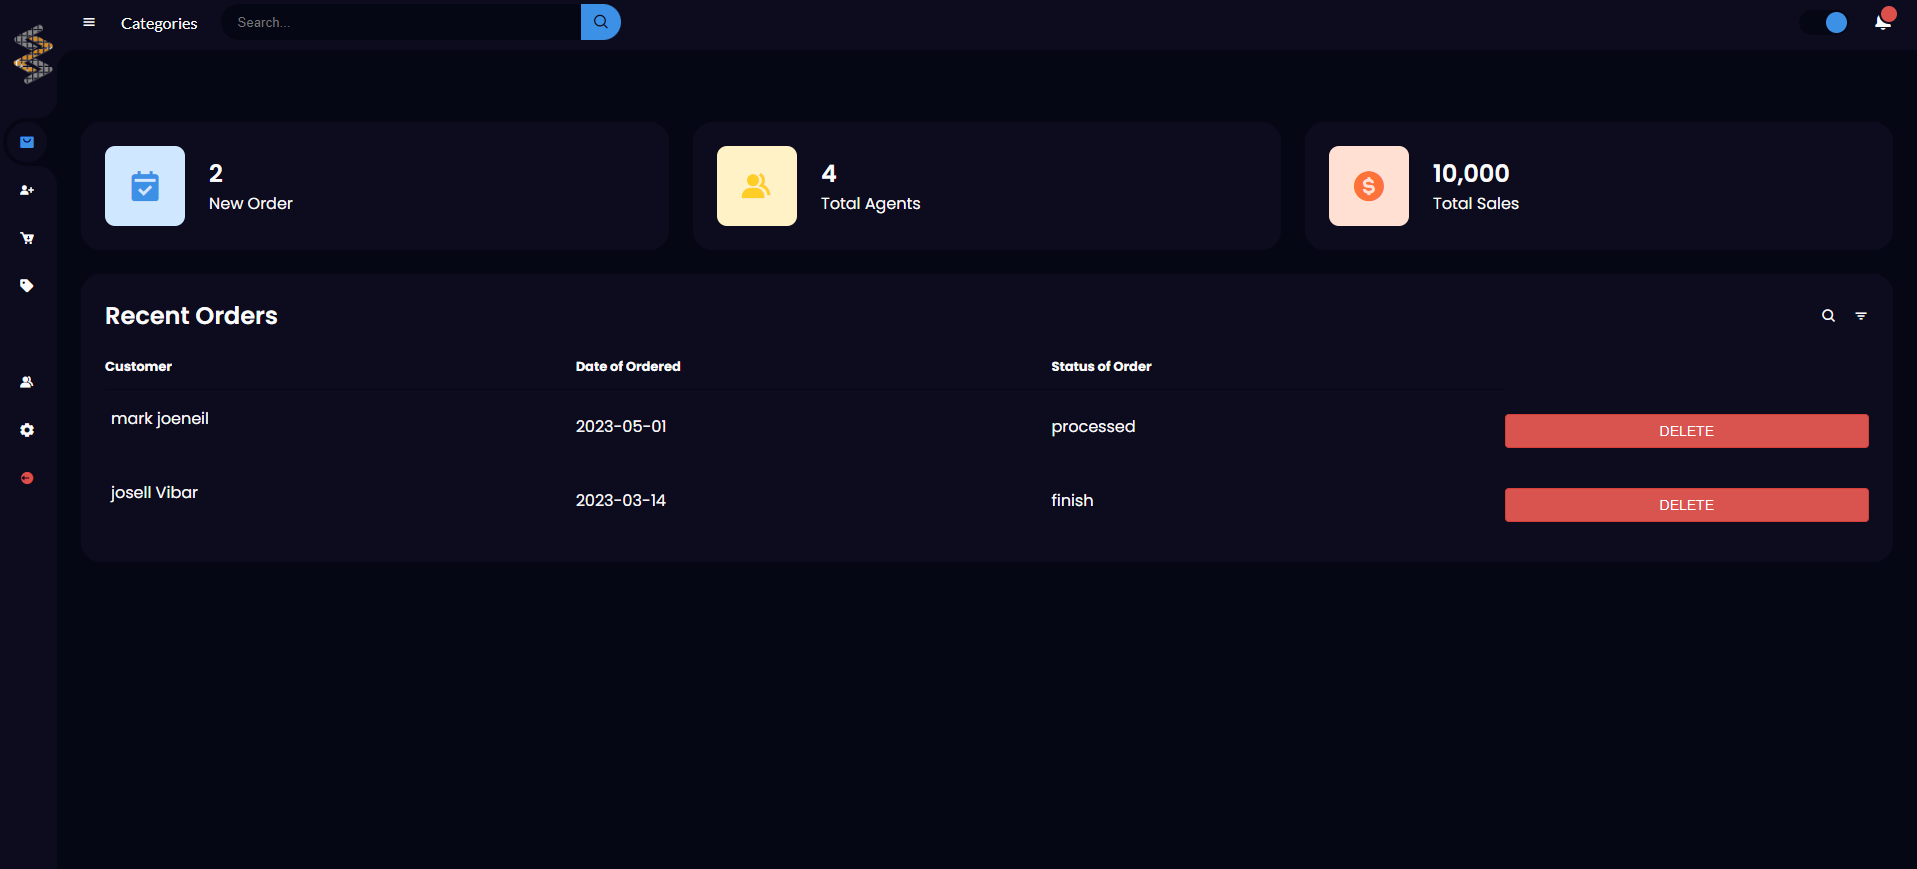 Categories
Search...
2
New Order
4
Total Agents
10,000
Total Sales
Recent Orders
Customer Date of Ordered Status of Order
mark joeneil 2023-05-01 processed DELETE
josell Vibar 2023-03-14 finish DELETE